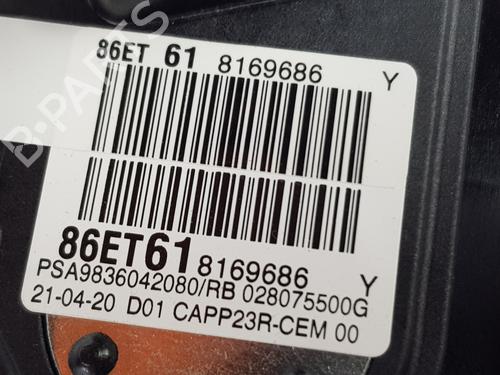 86ET 61 8169686 Y
86ET61 8169686 Y
PSA9836042080/RB 028075500G
21-04-20 D01 CAPP23R-CEM 00
B-PARTS